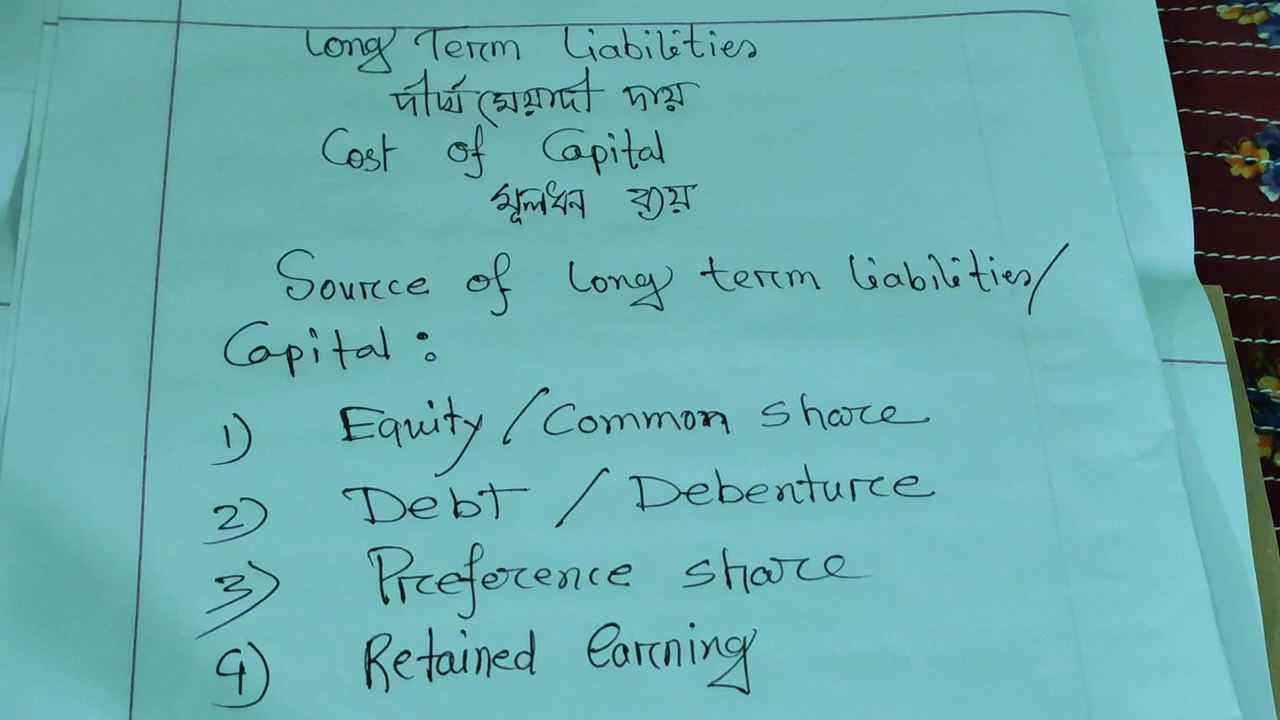 Long Term Liabilities
দীর্ঘ মেয়াদী দায়
Cost of Capital
মূলধন ব্যয়
Source of long term liabilities/
Capital :
1) Equity / Common share
2) Debt / Debenture
3) Preference share
4) Retained earning